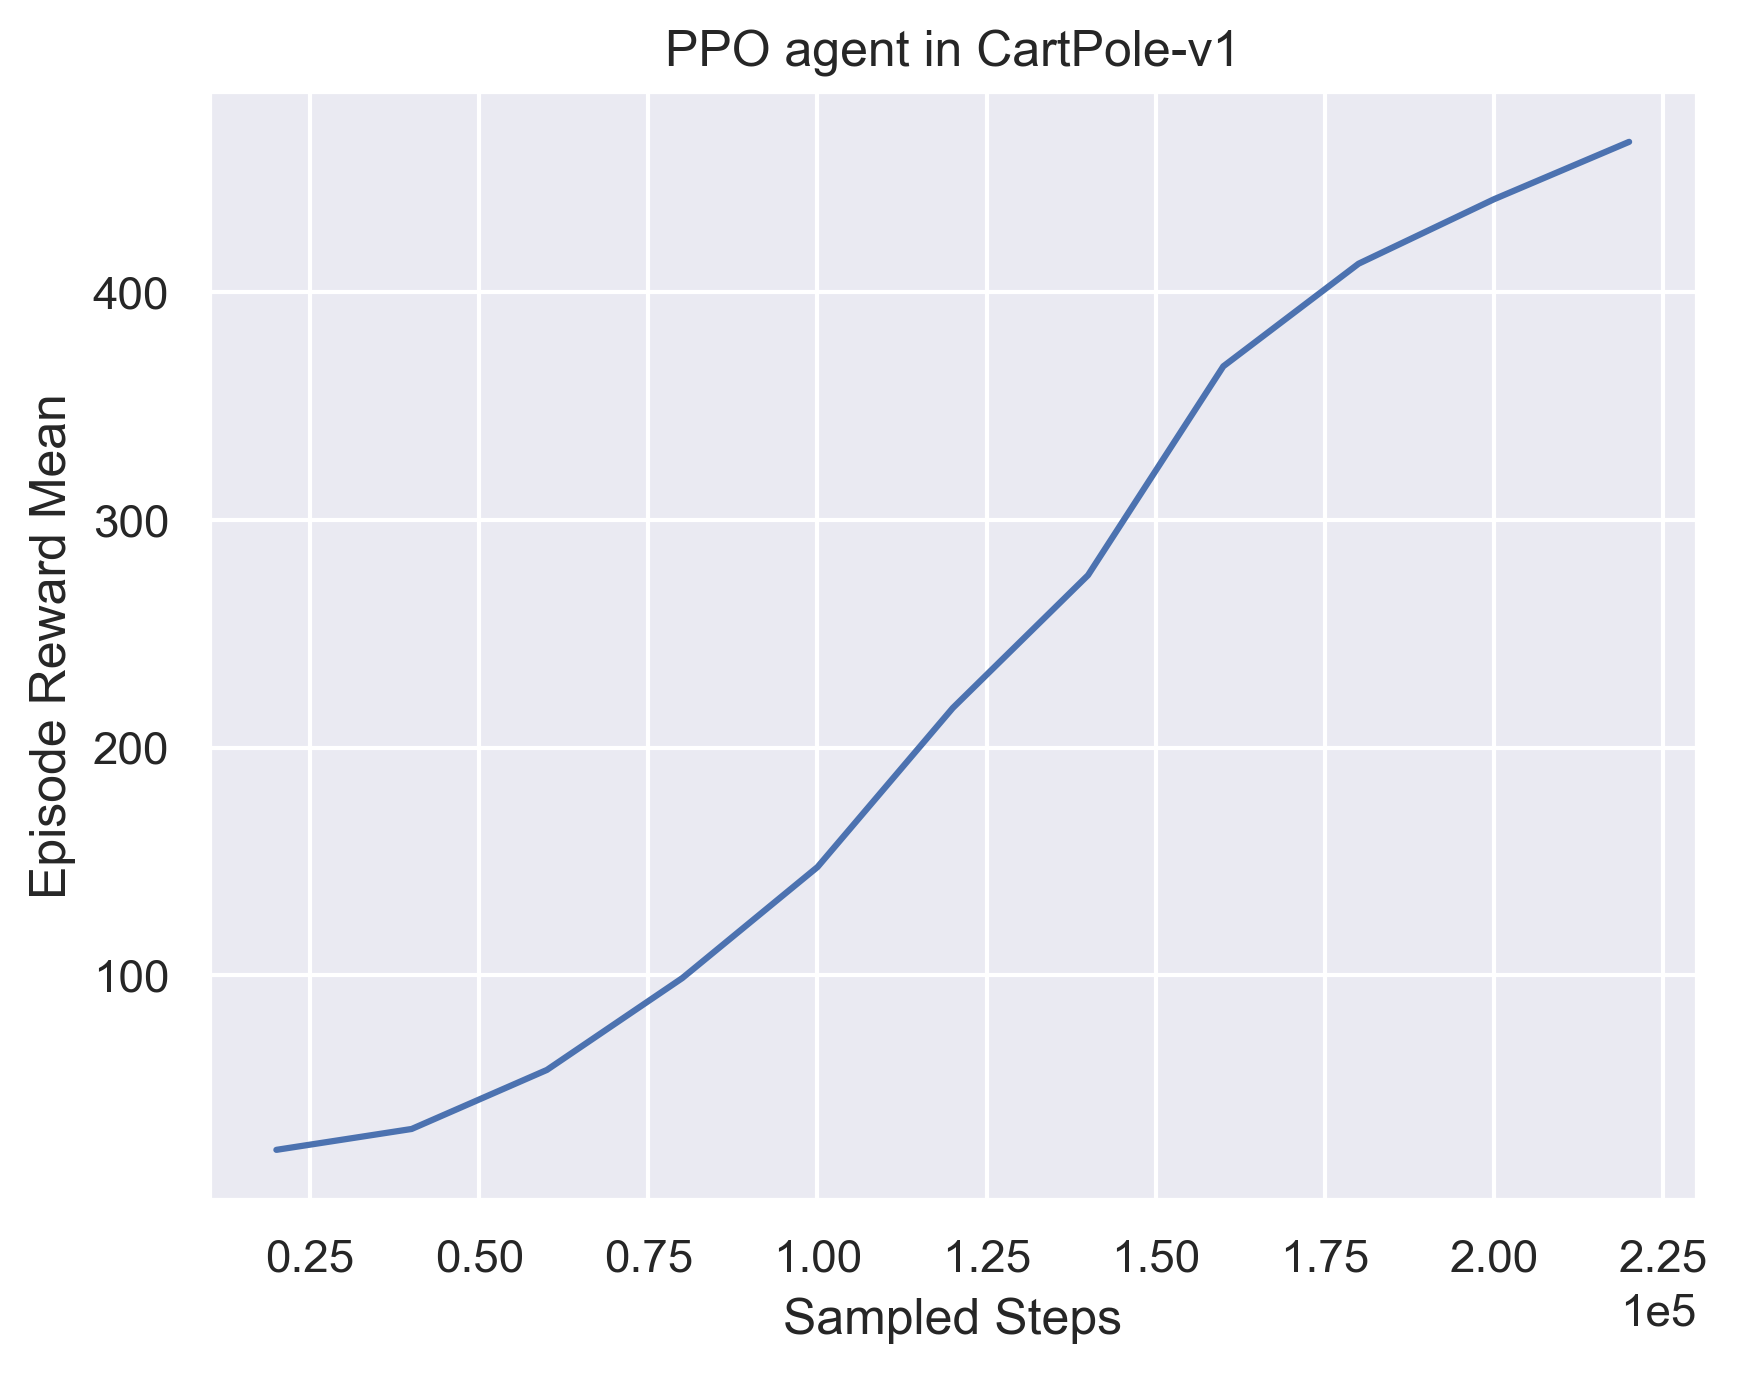 PPO agent in CartPole-v1
Episode Reward Mean
400
300
200
100
0.25 0.50 0.75 1.00 1.25 1.50 1.75 2.00 2.25
1e5
Sampled Steps